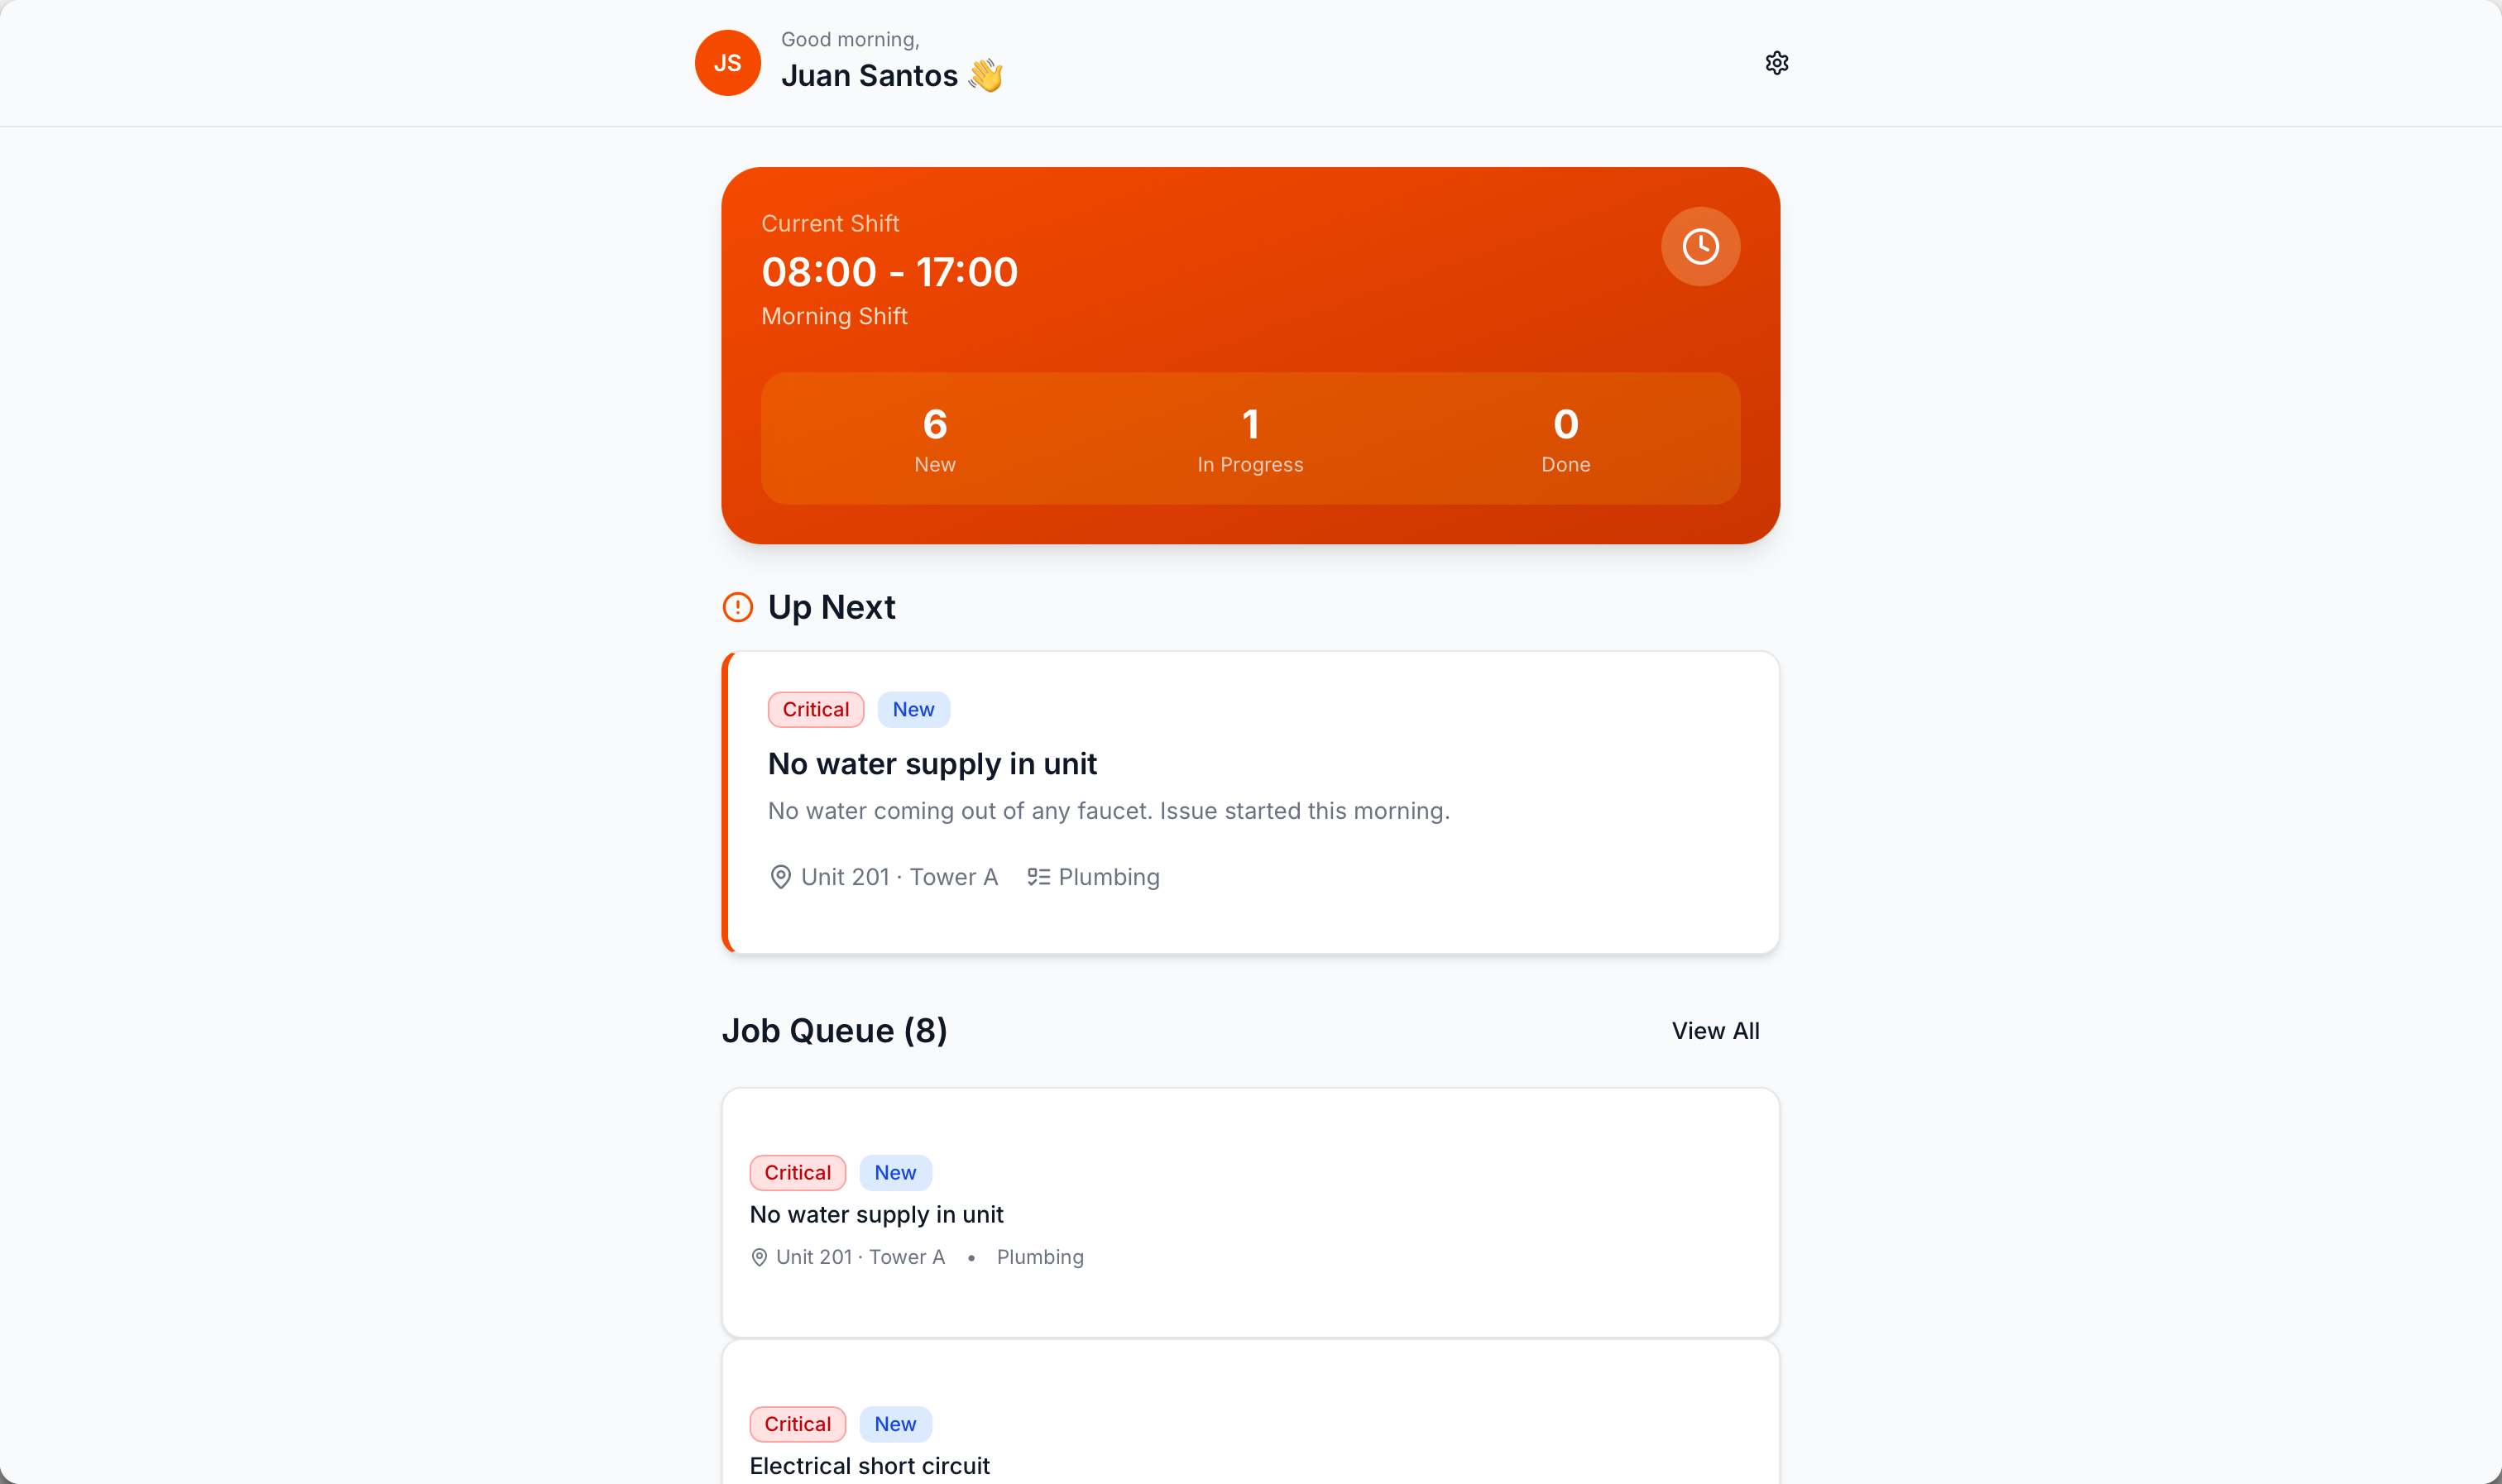 JS
Good morning,
Juan Santos 👋
Current Shift
08:00 - 17:00
Morning Shift
6 1 0
New In Progress Done
Up Next
Critical New
No water supply in unit
No water coming out of any faucet. Issue started this morning.
Unit 201 · Tower A Plumbing
Job Queue (8) View All
Critical New
No water supply in unit
Unit 201 · Tower A • Plumbing
Critical New
Electrical short circuit